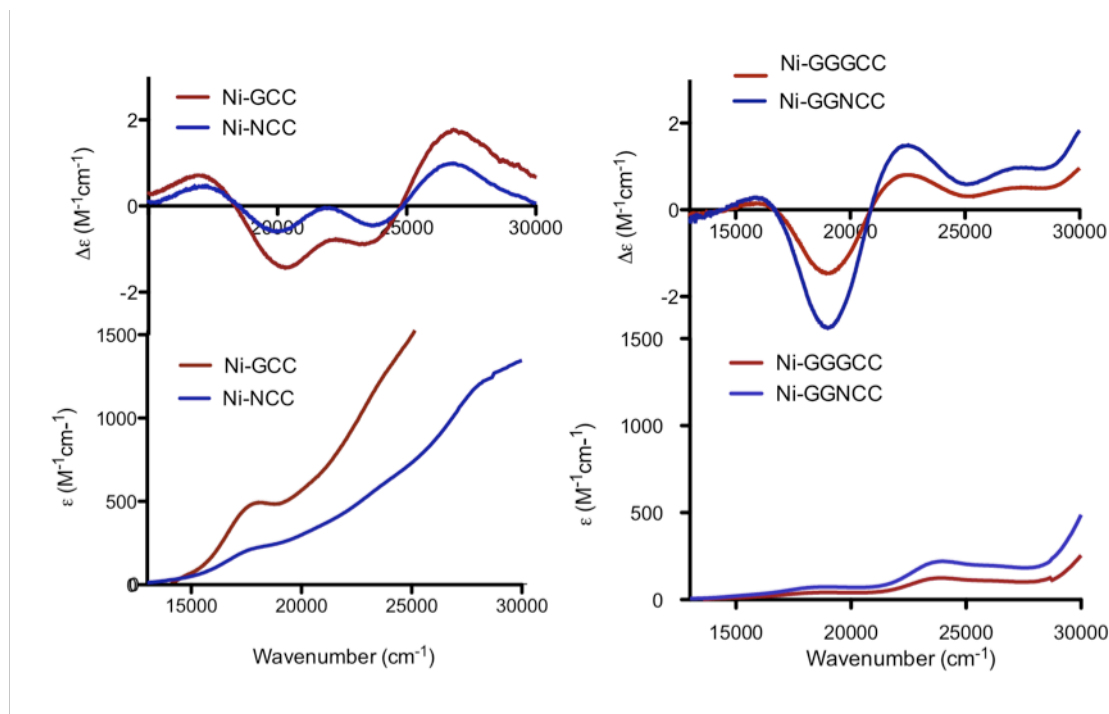 Ni-GCC
Ni-NCC
2
0
-2
20000
25000
30000
Δε (M-1cm-1)
1500
1000
500
0
0
Ni-GCC
Ni-NCC
ε (M-1cm-1)
15000
20000
25000
30000
Wavenumber (cm-1)
Ni-GGGCC
Ni-GGNCC
2
0
-2
15000
20000
25000
30000
Δε (M-1cm-1)
1500
1000
500
0
Ni-GGGCC
Ni-GGNCC
ε (M-1cm-1)
15000
20000
25000
30000
Wavenumber (cm-1)